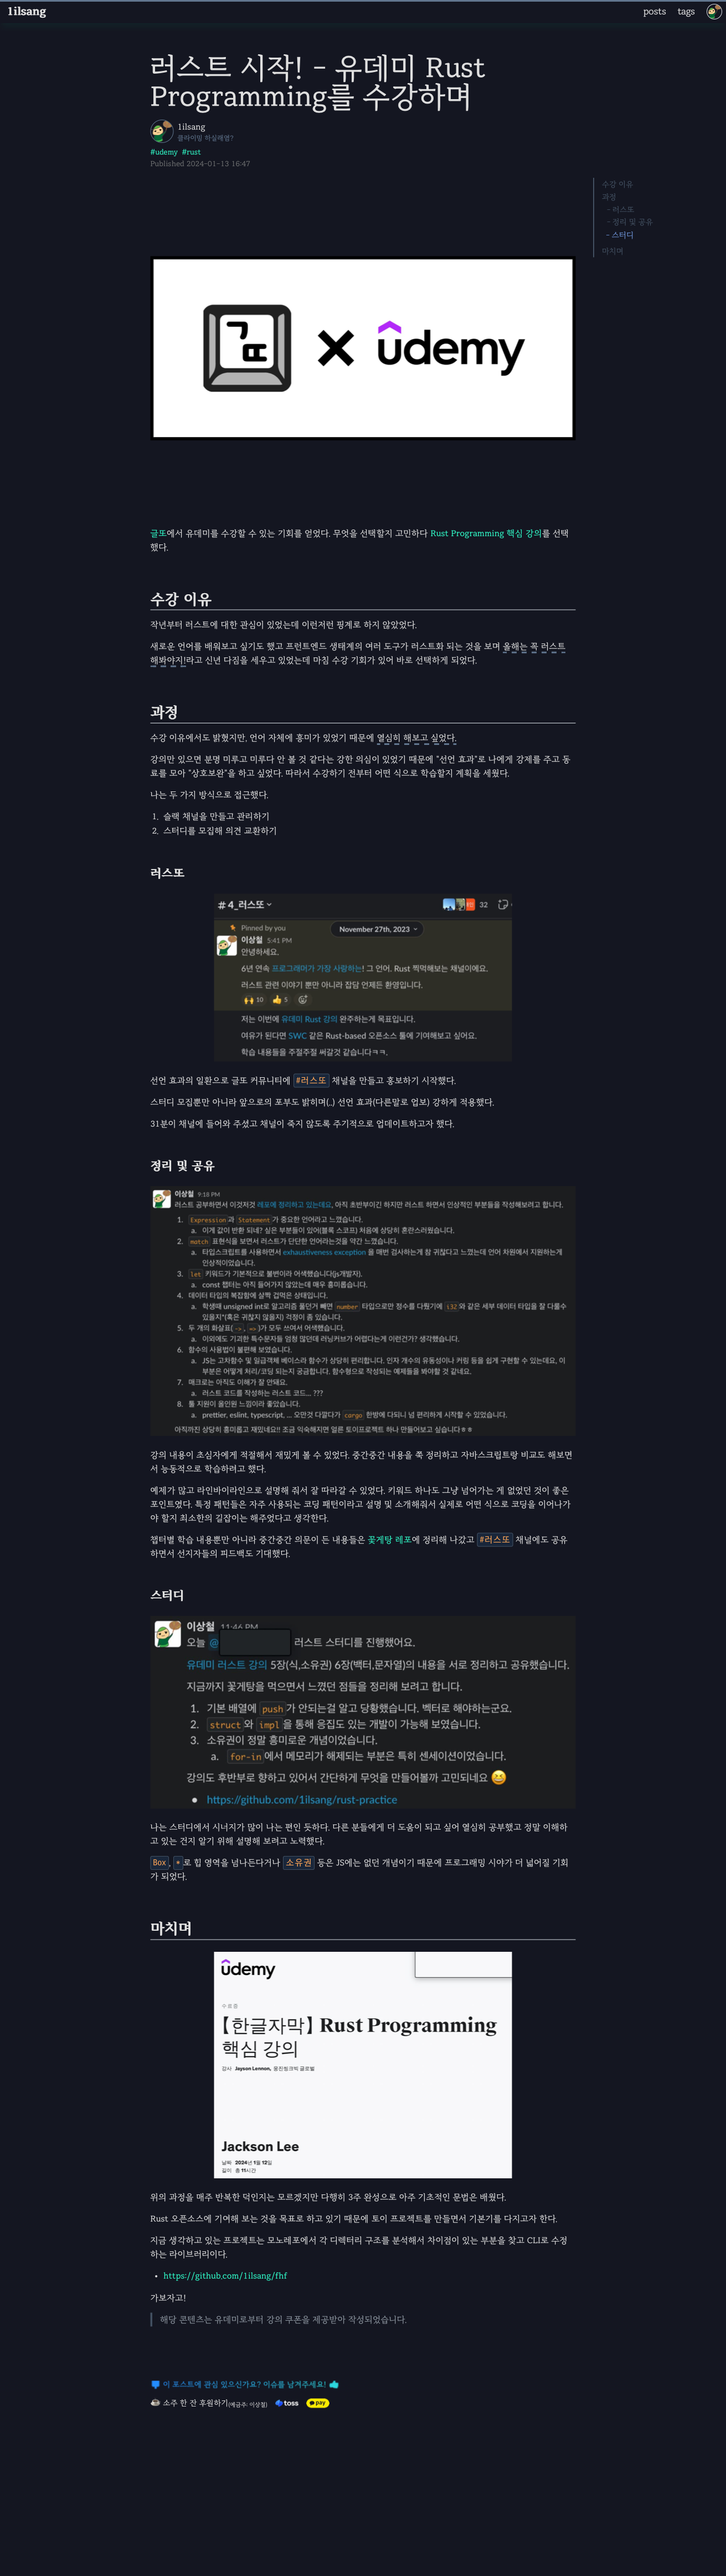 1ilsang
posts tags
러스트 시작! - 유데미 Rust
Programming를 수강하며
1ilsang
클라이밍 하실래염?
#udemy #rust
Published 2024-01-13 16:47
수강 이유
과정
- 러스또
- 정리 및 공유
- 스터디
마치며
ㄱㄸ × udemy
글또에서 유데미를 수강할 수 있는 기회를 얻었다. 무엇을 선택할지 고민하다 Rust Programming 핵심 강의를 선택
했다.
수강 이유
작년부터 러스트에 대한 관심이 있었는데 이런저런 핑계로 하지 않았었다.
새로운 언어를 배워보고 싶기도 했고 프런트엔드 생태계의 여러 도구가 러스트화 되는 것을 보며 올해는 꼭 러스트
해봐야지!라고 신년 다짐을 세우고 있었는데 마침 수강 기회가 있어 바로 선택하게 되었다.
과정
수강 이유에서도 밝혔지만, 언어 자체에 흥미가 있었기 때문에 열심히 해보고 싶었다.
강의만 있으면 분명 미루고 미루다 안 볼 것 같다는 강한 의심이 있었기 때문에 "선언 효과"로 나에게 강제를 주고 동
료를 모아 "상호보완"을 하고 싶었다. 따라서 수강하기 전부터 어떤 식으로 학습할지 계획을 세웠다.
나는 두 가지 방식으로 접근했다.
1. 슬랙 채널을 만들고 관리하기
2. 스터디를 모집해 의견 교환하기
러스또
# 4_러스또
32
Pinned by you
November 27th, 2023
이상철 5:41 PM
안녕하세요.
6년 연속 프로그래머가 가장 사랑하는! 그 언어. Rust 찍먹해보는 채널이에요.
러스트 관련 이야기 뿐만 아니라 잡담 언제든 환영입니다.
10 5
저는 이번에 유데미 Rust 강의 완주하는게 목표입니다.
여유가 된다면 SWC 같은 Rust-based 오픈소스 툴에 기여해보고 싶어요.
학습 내용들을 주절주절 써갈것 같습니다ㅋㅋ.
선언 효과의 일환으로 글또 커뮤니티에 #러스또 채널을 만들고 홍보하기 시작했다.
스터디 모집뿐만 아니라 앞으로의 포부도 밝히며(..) 선언 효과(다른말로 업보) 강하게 적용했다.
31분이 채널에 들어와 주셨고 채널이 죽지 않도록 주기적으로 업데이트하고자 했다.
정리 및 공유
이상철 9:18 PM
러스트 공부하면서 이것저것 레포에 정리하고 있는데요, 아직 초반부이긴 하지만 러스트 하면서 인상적인 부분들을 작성해보려고 합니다.
1. Expression과 Statement가 중요한 언어라고 느꼈습니다.
a. 이게 값이 반환 되네? 싶은 부분들이 있어(블록 스코프) 처음에 상당히 혼란스러웠습니다.
2. match 표현식을 보면서 러스트가 단단한 언어라는것을 약간 느꼈습니다.
a. 타입스크립트를 사용하면서 exhaustiveness exception 을 매번 검사하는게 참 귀찮다고 느꼈는데 언어 차원에서 지원하는게
인상적이었습니다.
3. let 키워드가 기본적으로 불변이라 어색했습니다(js개발자).
a. const 챕터는 아직 들어가지 않았는데 매우 흥미롭습니다.
4. 데이터 타입의 복잡함에 살짝 겁먹은 상태입니다.
a. 학생때 unsigned int로 알고리즘 풀던거 빼면 number 타입으로만 정수를 다뤘기에 i32와 같은 세부 데이터 타입을 잘 다룰수
있을지*(혹은 귀찮지 않을지) 걱정이 좀 있습니다.
5. 두 개의 화살표(->, =>)가 모두 쓰여서 어색했습니다.
a. 이외에도 기괴한 특수문자들 엄청 많던데 러닝커브가 어렵다는게 이런건가? 생각했습니다.
6. 함수의 사용법이 불편해 보였습니다.
a. JS는 고차함수 및 일급객체 베이스라 함수가 상당히 편리합니다. 인자 개수의 유동성이나 커링 등을 쉽게 구현할 수 있는데요, 이
부분은 어떻게 처리/코딩 되는지 궁금합니다. 함수형으로 작성되는 예제들을 봐야할 것 같습니다.
7. 매크로는 아직도 이해가 잘 안돼요.
a. 러스트 코드를 작성하는 러스트 코드... ???
8. 툴 지원이 올인원 느낌이라 좋았습니다.
a. prettier, eslint, typescript, ... 오만것 다깔다가 cargo 한방에 다되니 넘 편리하게 시작할 수 있었습니다.
아직까진 상당히 흥미롭고 재밌네요!! 조금 익숙해지면 얼른 토이프로젝트 하나 만들어보고 싶습니다ㅎㅎ
강의 내용이 초심자에게 적절해서 재밌게 볼 수 있었다. 중간중간 내용을 쭉 정리하고 자바스크립트랑 비교도 해보면
서 능동적으로 학습하려고 했다.
예제가 많고 라인바이라인으로 설명해 줘서 잘 따라갈 수 있었다. 키워드 하나도 그냥 넘어가는 게 없었던 것이 좋은
포인트였다. 특정 패턴들은 자주 사용되는 코딩 패턴이라고 설명 및 소개해줘서 실제로 어떤 식으로 코딩을 이어나가
야 할지 최소한의 길잡이는 해주었다고 생각한다.
챕터별 학습 내용뿐만 아니라 중간중간 의문이 든 내용들은 꽃게탕 레포에 정리해 나갔고 #러스또 채널에도 공유
하면서 선지자들의 피드백도 기대했다.
스터디
이상철 11:46 PM
오늘 @ 러스트 스터디를 진행했어요.
유데미 러스트 강의 5장(식,소유권) 6장(벡터,문자열)의 내용을 서로 정리하고 공유했습니다.
지금까지 꽃게탕을 먹으면서 느꼈던 점들을 정리해 보려고 합니다.
1. 기본 배열에 push가 안되는걸 알고 당황했습니다. 벡터로 해야하는군요.
2. struct와 impl을 통해 응집도 있는 개발이 가능해 보였습니다.
3. 소유권이 정말 흥미로운 개념이었습니다.
a. for-in에서 메모리가 해제되는 부분은 특히 센세이션이었습니다.
강의도 후반부로 향하고 있어서 간단하게 무엇을 만들어볼까 고민되네요
https://github.com/1ilsang/rust-practice
나는 스터디에서 시너지가 많이 나는 편인 듯하다. 다른 분들에게 더 도움이 되고 싶어 열심히 공부했고 정말 이해하
고 있는 건지 알기 위해 설명해 보려고 노력했다.
Box, *로 힙 영역을 넘나든다거나 소유권 등은 JS에는 없던 개념이기 때문에 프로그래밍 시야가 더 넓어질 기회
가 되었다.
마치며
udemy
수료증
【한글자막】 Rust Programming
핵심 강의
강사 Jayson Lennon, 웅진씽크빅 글로벌
Jackson Lee
날짜 2024년 1월 12일
길이 총 11시간
위의 과정을 매주 반복한 덕인지는 모르겠지만 다행히 3주 완성으로 아주 기초적인 문법은 배웠다.
Rust 오픈소스에 기여해 보는 것을 목표로 하고 있기 때문에 토이 프로젝트를 만들면서 기본기를 다지고자 한다.
지금 생각하고 있는 프로젝트는 모노레포에서 각 디렉터리 구조를 분석해서 차이점이 있는 부분을 찾고 CLI로 수정
하는 라이브러리이다.
https://github.com/1ilsang/fhf
가보자고!
해당 콘텐츠는 유데미로부터 강의 쿠폰을 제공받아 작성되었습니다.
이 포스트에 관심 있으신가요? 이슈를 남겨주세요!
소주 한 잔 후원하기(예금주: 이상철) toss pay